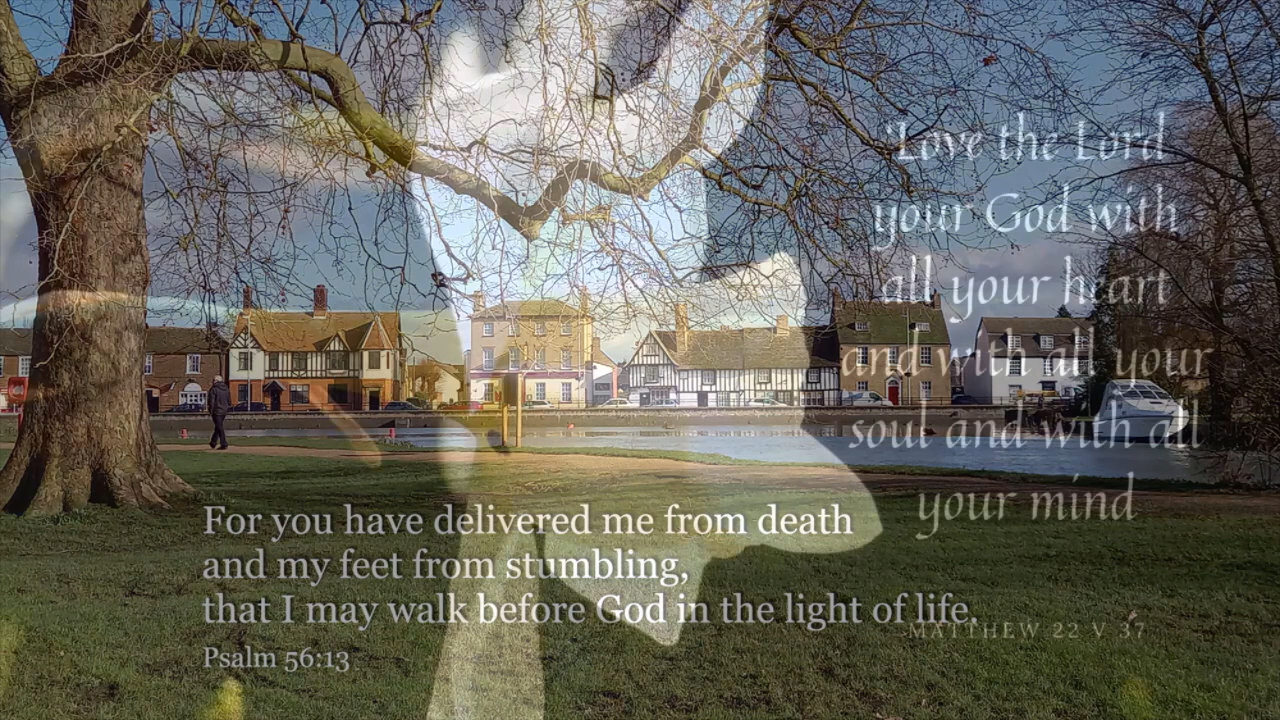 'Love the Lord
your God with
all your heart
and with all your
soul and with all
your mind
MATTHEW 22 V 37
For you have delivered me from death
and my feet from stumbling,
that I may walk before God in the light of life.
Psalm 56:13